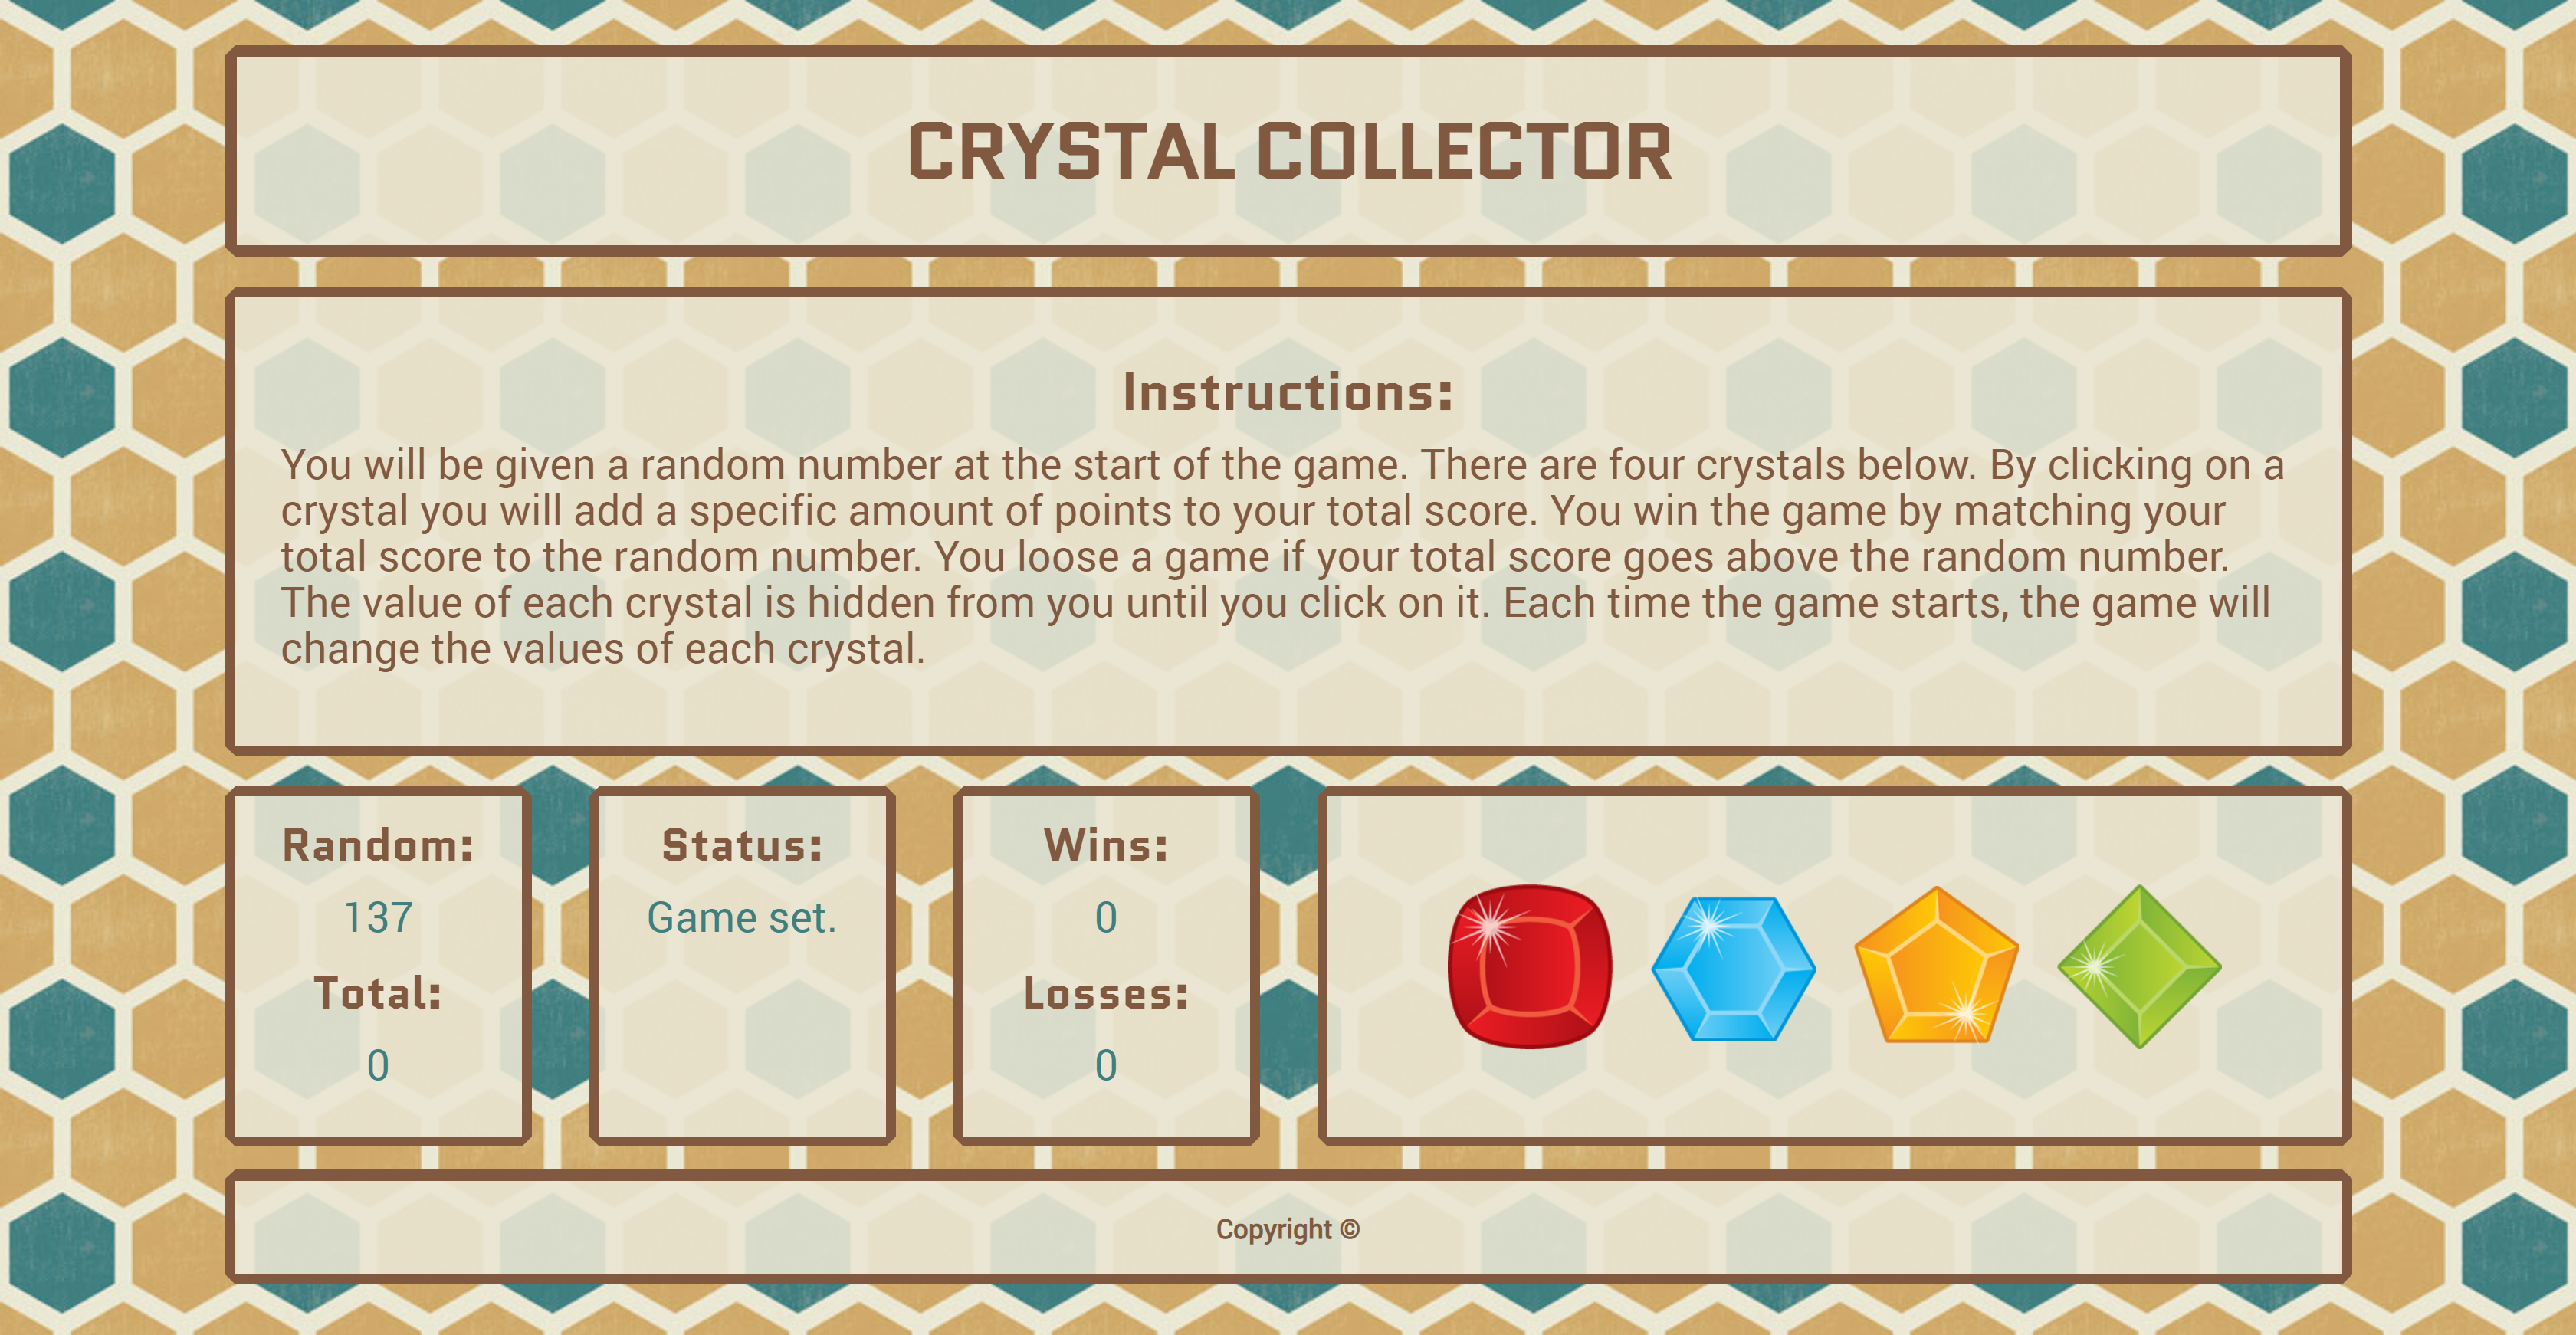 CRYSTAL COLLECTOR
Instructions:
You will be given a random number at the start of the game. There are four crystals below. By clicking on a
crystal you will add a specific amount of points to your total score. You win the game by matching your
total score to the random number. You loose a game if your total score goes above the random number.
The value of each crystal is hidden from you until you click on it. Each time the game starts, the game will
change the values of each crystal.
Random:
137
Total:
0
Status:
Game set.
Wins:
0
Losses:
0
Copyright ©